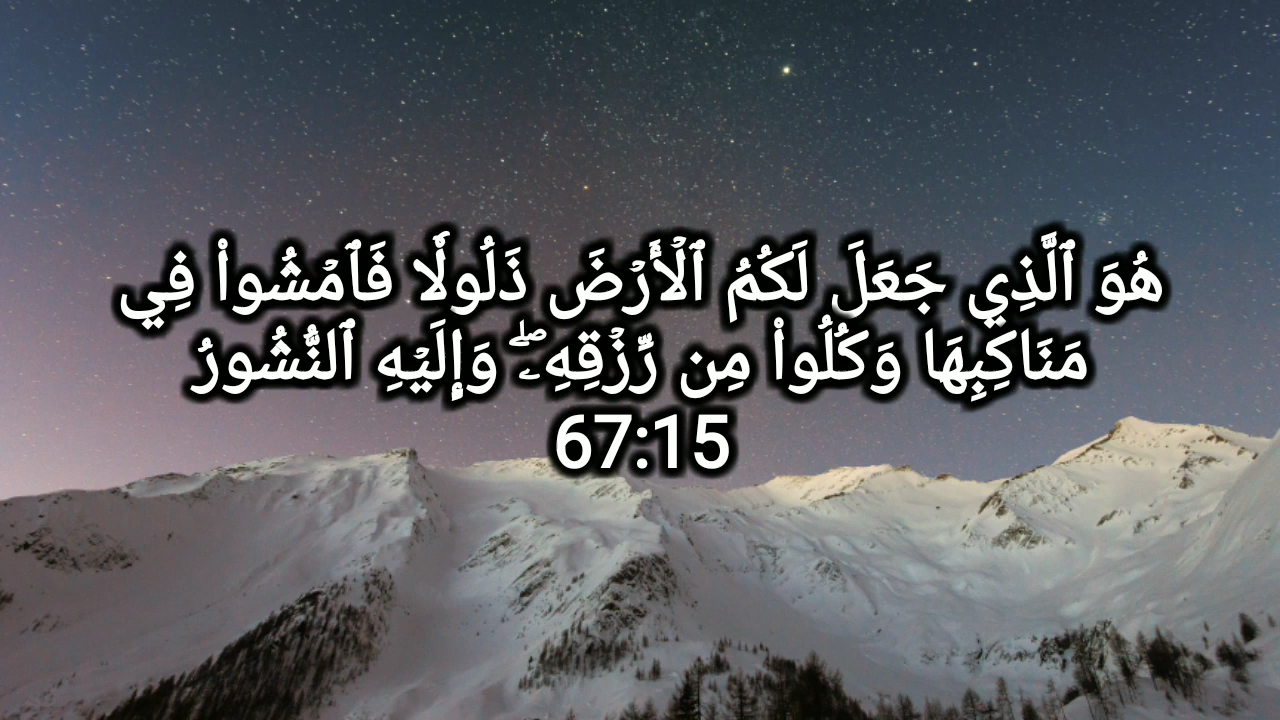 هُوَ ٱلَّذِي جَعَلَ لَكُمُ ٱلۡأَرۡضَ ذَلُولٗا فَٱمۡشُواْ فِي
مَنَاكِبِهَا وَكُلُواْ مِن رِّزۡقِهِۦۖ وَإِلَيۡهِ ٱلنُّشُورُ
67:15